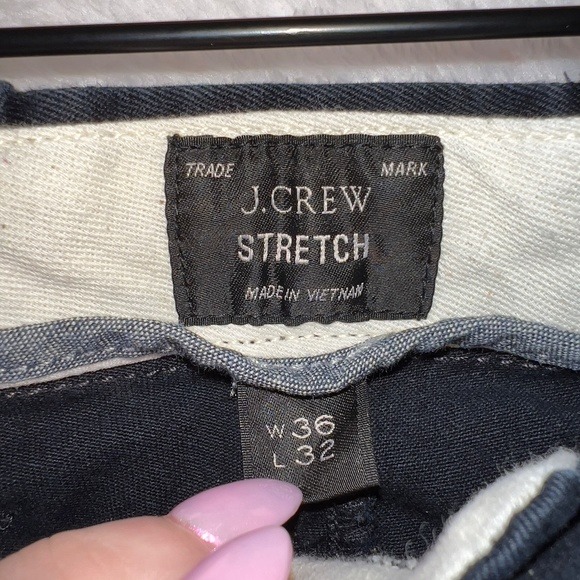 TRADE MARK
J.CREW
STRETCH
MADE IN VIETNAM
W 36
L 32